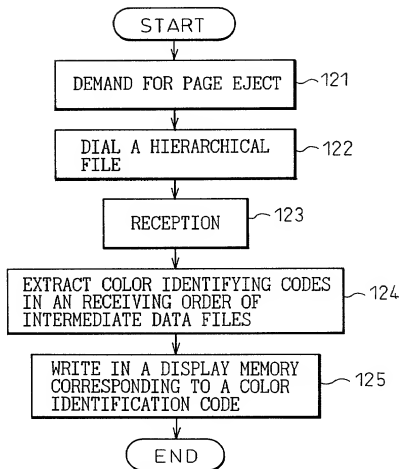 START
DEMAND FOR PAGE EJECT
121
DIAL A HIERARCHICAL
FILE
122
RECEPTION
123
EXTRACT COLOR IDENTIFYING CODES
IN AN RECEIVING ORDER OF
INTERMEDIATE DATA FILES
124
WRITE IN A DISPLAY MEMORY
CORRESPONDING TO A COLOR
IDENTIFICATION CODE
125
END